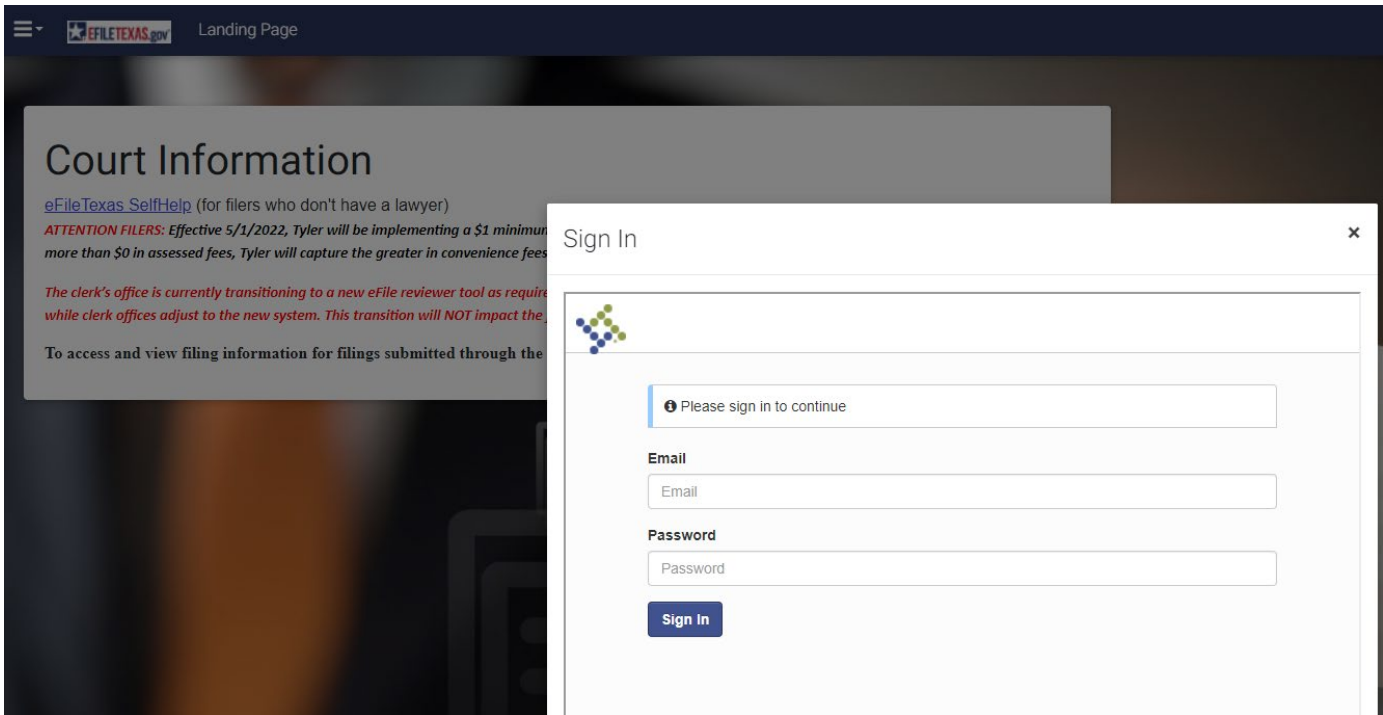 EFILETEXAS.gov Landing Page
Court Information
eFileTexas SelfHelp (for filers who don't have a lawyer)
ATTENTION FILERS: Effective 5/1/2022, Tyler will be implementing a $1 minimum
more than $0 in assessed fees, Tyler will capture the greater in convenience fees
The clerk's office is currently transitioning to a new eFile reviewer tool as require
while clerk offices adjust to the new system. This transition will NOT impact the
To access and view filing information for filings submitted through the
Sign In ×
Please sign in to continue
Email
Email
Password
Password
Sign In